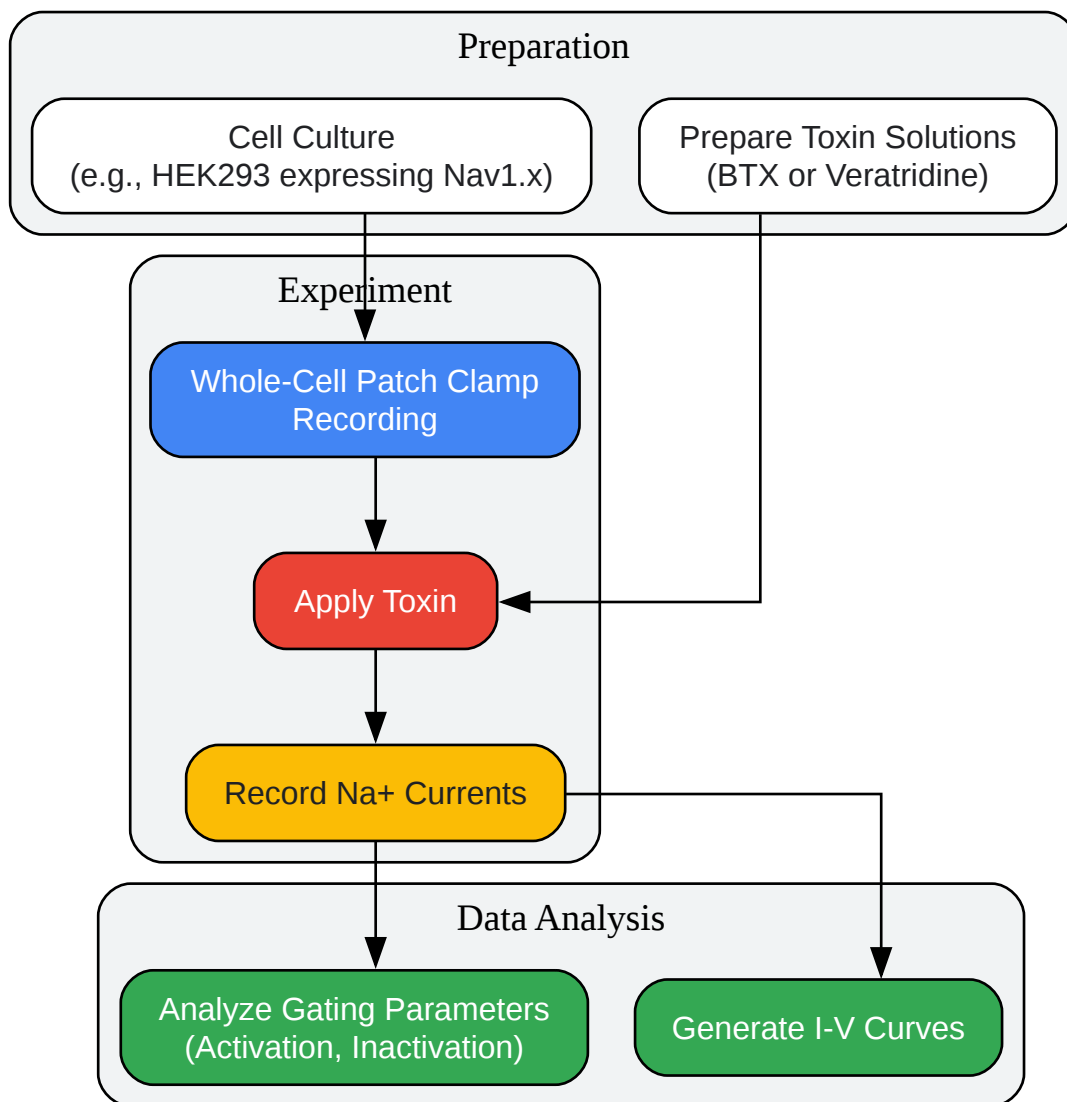 Preparation
Cell Culture
(e.g., HEK293 expressing Nav1.x)
Prepare Toxin Solutions
(BTX or Veratridine)
Experiment
Whole-Cell Patch Clamp
Recording
Apply Toxin
Record Na+ Currents
Data Analysis
Analyze Gating Parameters
(Activation, Inactivation)
Generate I-V Curves